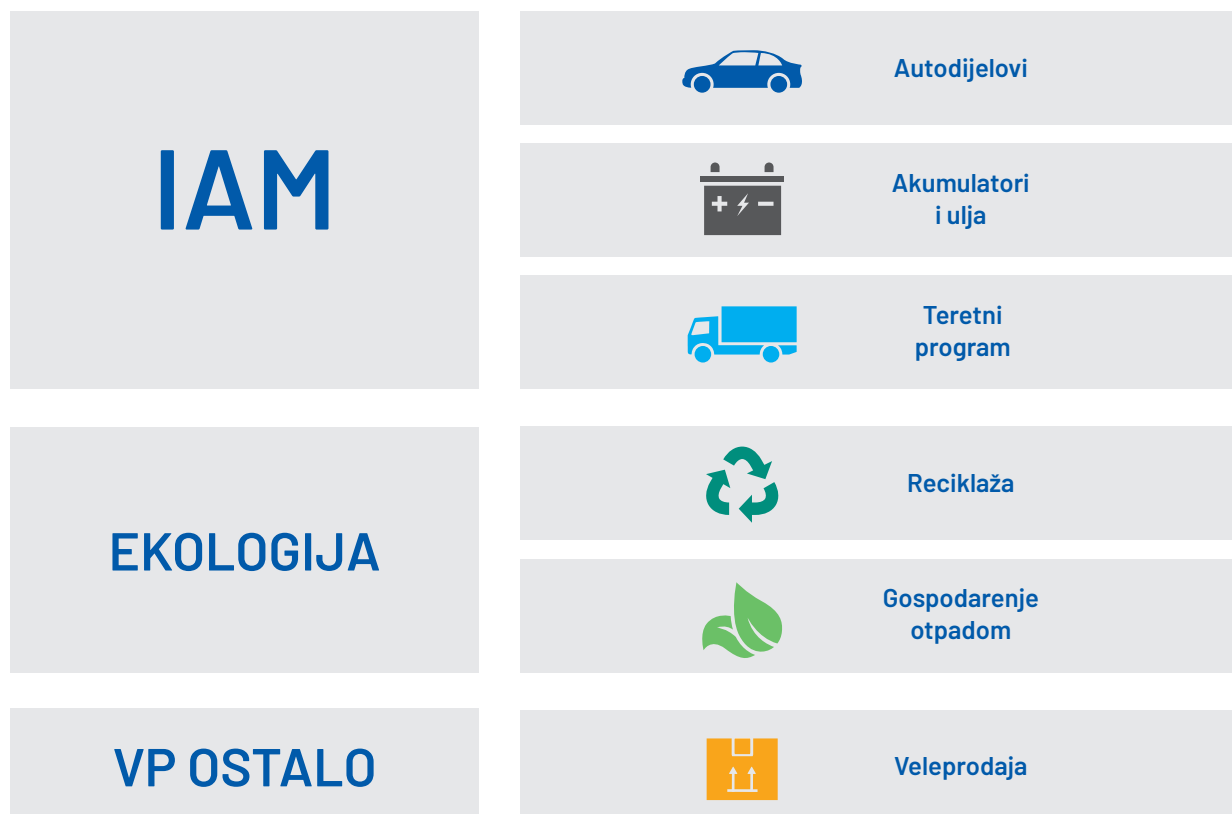 IAM
Autodijelovi
Akumulatori
i ulja
Teretni
program
EKOLOGIJA
Reciklaža
Gospodarenje
otpadom
VP OSTALO
Veleprodaja